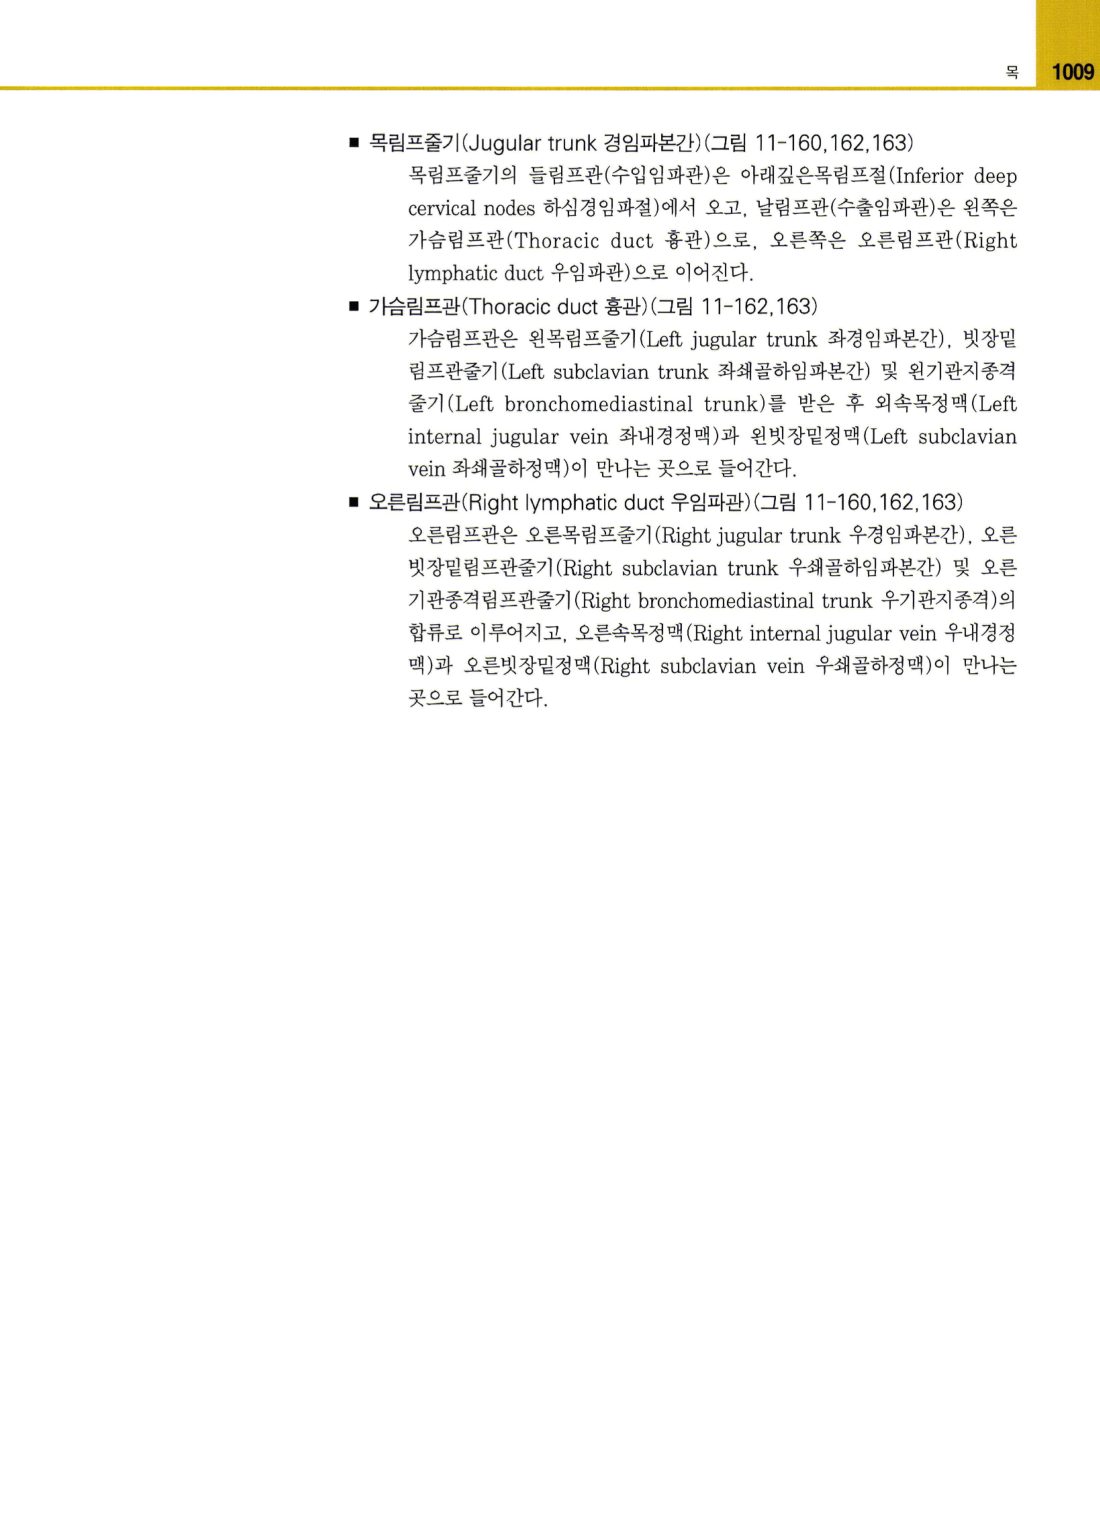 목 1009
■ 목림프줄기(Jugular trunk 경임파본간)(그림 11-160,162,163)
목림프줄기의 들림프관(수입임파관)은 아래깊은목림프절(Inferior deep
cervical nodes 하심경임파절)에서 오고, 날림프관(수출임파관)은 왼쪽은
가슴림프관(Thoracic duct 흉관)으로, 오른쪽은 오른림프관(Right
lymphatic duct 우임파관)으로 이어진다.
■ 가슴림프관(Thoracic duct 흉관)(그림 11-162,163)
가슴림프관은 왼목림프줄기(Left jugular trunk 좌경임파본간), 빗장밑
림프관줄기(Left subclavian trunk 좌쇄골하임파본간) 및 왼기관지종격
줄기(Left bronchomediastinal trunk)를 받은 후 외속목정맥(Left
internal jugular vein 좌내경정맥)과 왼빗장밑정맥(Left subclavian
vein 좌쇄골하정맥)이 만나는 곳으로 들어간다.
■ 오른림프관(Right lymphatic duct 우임파관)(그림 11-160,162,163)
오른림프관은 오른목림프줄기(Right jugular trunk 우경임파본간), 오른
빗장밑림프관줄기(Right subclavian trunk 우쇄골하임파본간) 및 오른
기관종격림프관줄기(Right bronchomediastinal trunk 우기관지종격)의
합류로 이루어지고, 오른속목정맥(Right internal jugular vein 우내경정
맥)과 오른빗장밑정맥(Right subclavian vein 우쇄골하정맥)이 만나는
곳으로 들어간다.